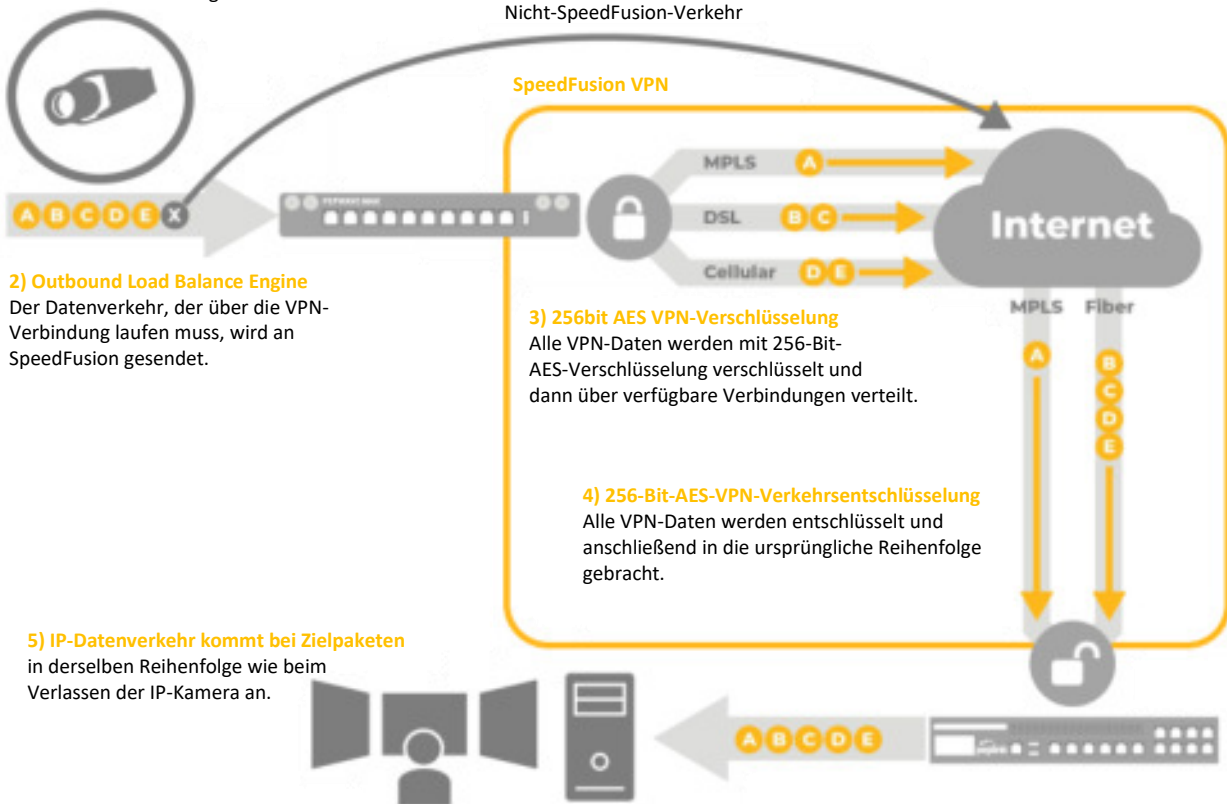 Nicht-SpeedFusion-Verkehr
SpeedFusion VPN
MPLS A
A B C D E X
DSL B C
Internet
Cellular D E
2) Outbound Load Balance Engine
Der Datenverkehr, der über die VPN-
Verbindung laufen muss, wird an
SpeedFusion gesendet.
3) 256bit AES VPN-Verschlüsselung
Alle VPN-Daten werden mit 256-Bit-
AES-Verschlüsselung verschlüsselt und
dann über verfügbare Verbindungen verteilt.
MPLS Fiber
A
B
C
D
E
4) 256-Bit-AES-VPN-Verkehrsentschlüsselung
Alle VPN-Daten werden entschlüsselt und
anschließend in die ursprüngliche Reihenfolge
gebracht.
5) IP-Datenverkehr kommt bei Zielpaketen
in derselben Reihenfolge wie beim
Verlassen der IP-Kamera an.
A B C D E